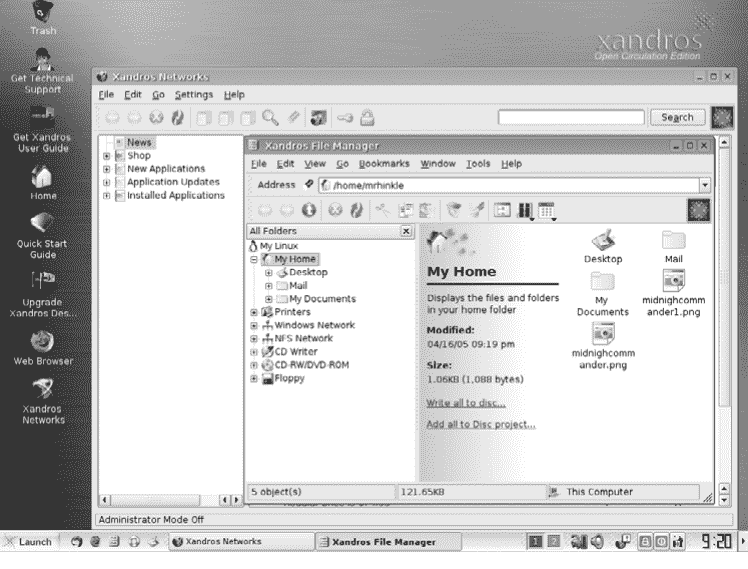 Trash
Get Technical
Support
Get Xandros
User Guide
Home
Quick Start
Guide
Upgrade
Xandros Des...
Web Browser
Xandros
Networks
xandros
Open Circulation Edition
Xandros Networks
File Edit Go Settings Help
Search
News
Shop
New Applications
Application Updates
Installed Applications
Xandros File Manager
File Edit View Go Bookmarks Window Tools Help
Address /home/mrhinkle
All Folders
My Linux
My Home
Desktop
Mail
My Documents
Printers
Windows Network
NFS Network
CD Writer
CD-RW/DVD-ROM
Floppy
My Home
Displays the files and folders
in your home folder
Modified:
04/16/05 09:19 pm
Size:
1.06KB (1,088 bytes)
Write all to disc...
Add all to Disc project...
Desktop
Mail
My
Documents
midnighcomm
ander1.png
midnighcomm
ander.png
5 object(s) 121.65KB This Computer
Administrator Mode Off
Launch Xandros Networks Xandros File Manager 1 2 9:20